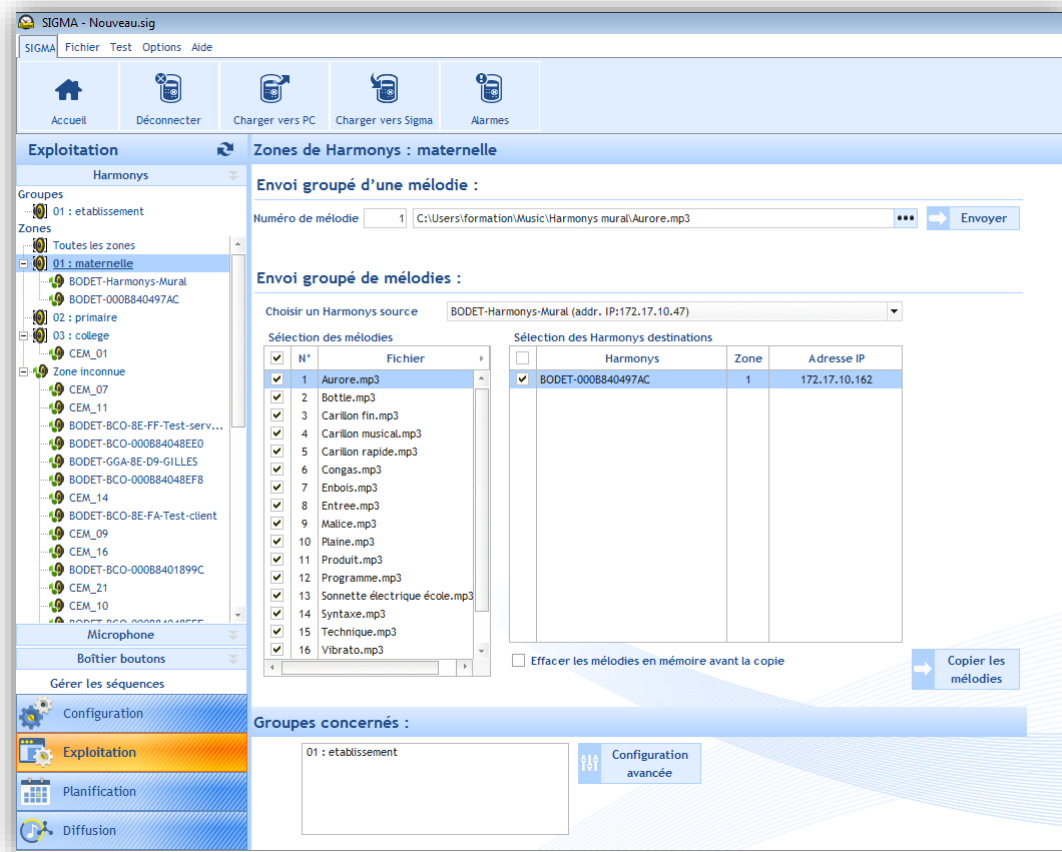 SIGMA - Nouveau.sig
SIGMA Fichier Test Options Aide
Accueil Déconnecter Charger vers PC Charger vers Sigma Alarmes
Exploitation
Harmonys
Groupes
01 : etablissement
Zones
Toutes les zones
01 : maternelle
BODET-Harmonys-Mural
BODET-000B840497AC
02 : primaire
03 : college
CEM_01
Zone inconnue
CEM_07
CEM_11
BODET-BCO-8E-FF-Test-serv...
BODET-BCO-000B84048EE0
BODET-GGA-8E-D9-GILLES
BODET-BCO-000B84048EF8
CEM_14
BODET-BCO-8E-FA-Test-client
CEM_09
CEM_16
BODET-BCO-000B8401899C
CEM_21
CEM_10
Microphone
Boîtier boutons
Gérer les séquences
Configuration
Exploitation
Planification
Diffusion
Zones de Harmonys : maternelle
Envoi groupé d'une mélodie :
Numéro de mélodie 1 C:\Users\formation\Music\Harmonys mural\Aurore.mp3 ••• Envoyer
Envoi groupé de mélodies :
Choisir un Harmonys source BODET-Harmonys-Mural (addr. IP:172.17.10.47)
Sélection des mélodies
N° Fichier
1 Aurore.mp3
2 Bottle.mp3
3 Carillon fin.mp3
4 Carillon musical.mp3
5 Carillon rapide.mp3
6 Congas.mp3
7 Enbois.mp3
8 Entree.mp3
9 Malice.mp3
10 Plaine.mp3
11 Produit.mp3
12 Programme.mp3
13 Sonnette électrique école.mp3
14 Syntaxe.mp3
15 Technique.mp3
16 Vibrato.mp3
Sélection des Harmonys destinations
Harmonys Zone Adresse IP
BODET-000B840497AC 1 172.17.10.162
Effacer les mélodies en mémoire avant la copie
Copier les
mélodies
Groupes concernés :
01 : etablissement
Configuration
avancée